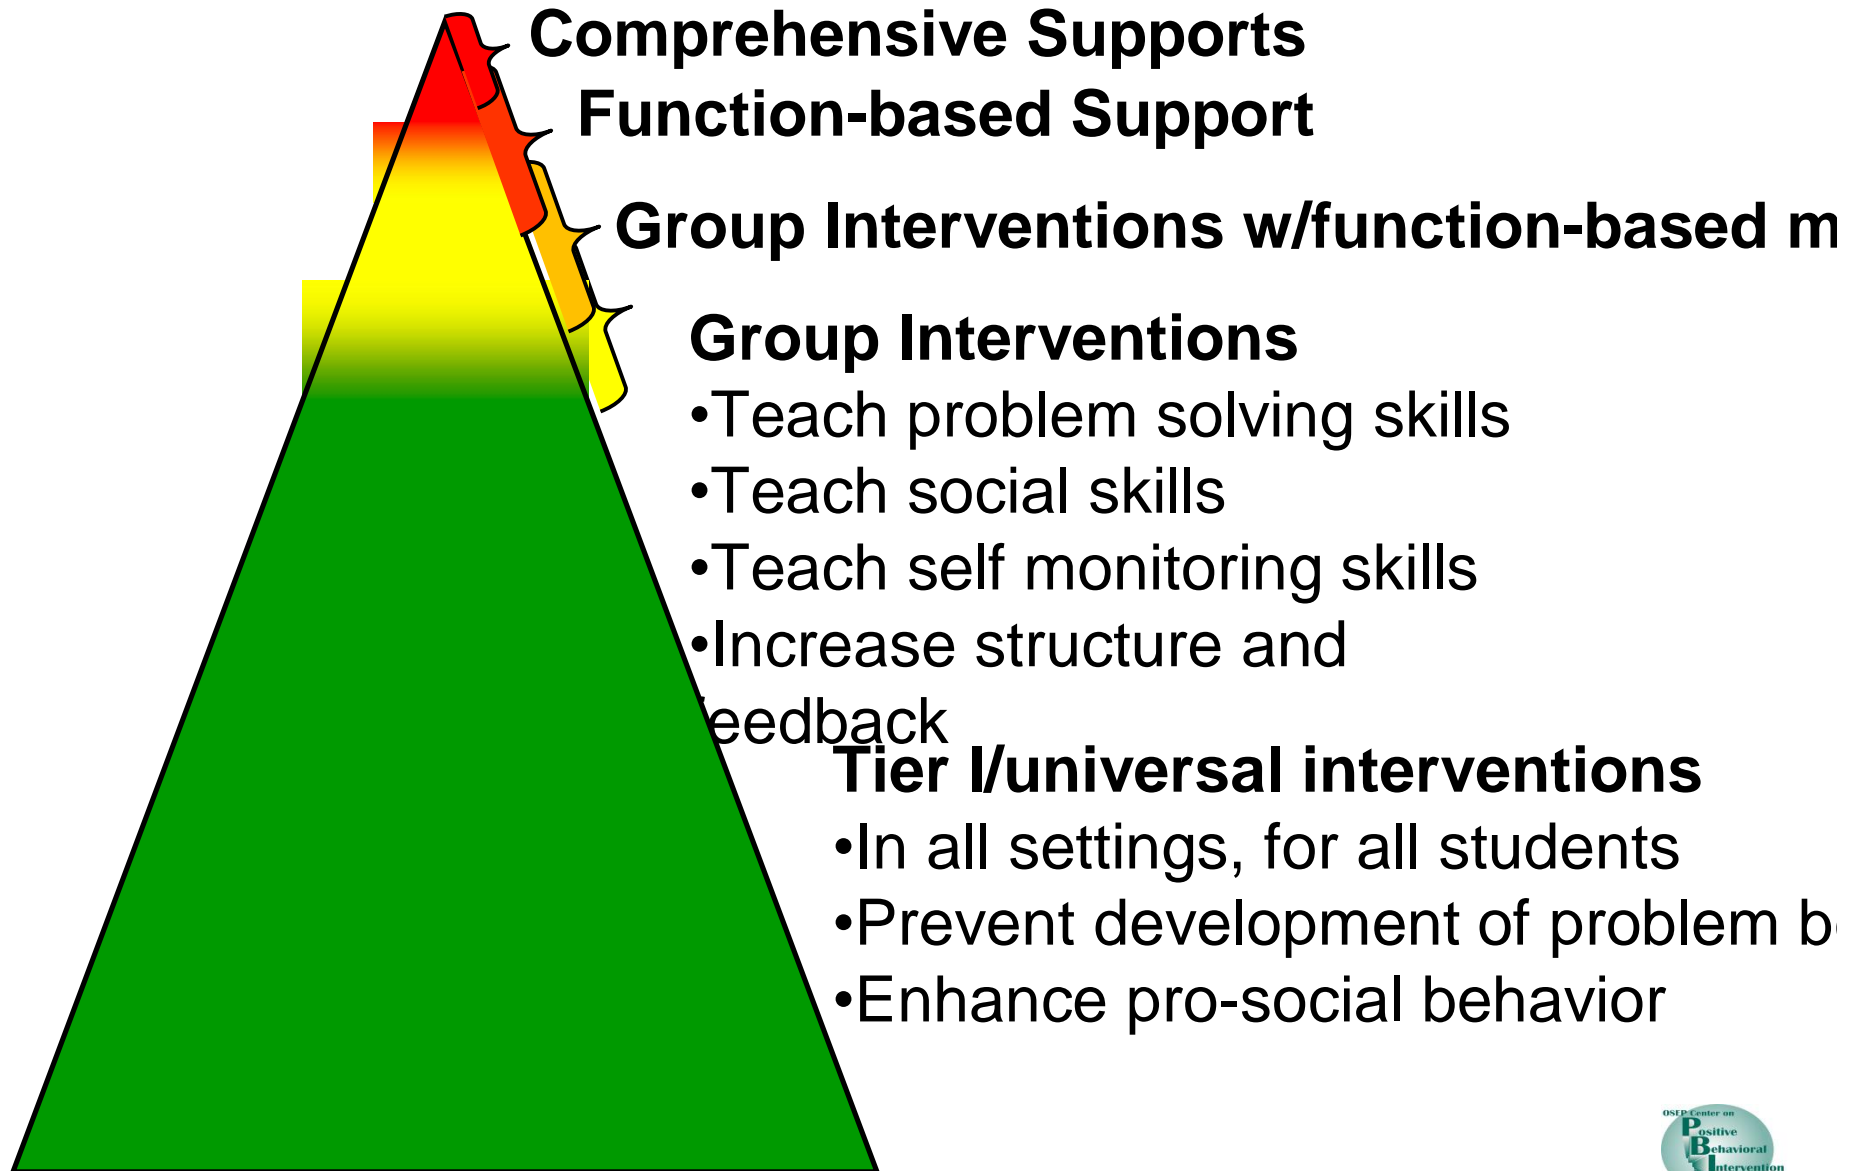 Comprehensive Supports
Function-based Support
Group Interventions w/function-based
Group Interventions
•Teach problem solving skills
•Teach social skills
•Teach self monitoring skills
•Increase structure and
eedback
Tier I/universal interventions
•In all settings, for all students
•Prevent development of problem
•Enhance pro-social behavior
OSEP Center on
Positive
Behavioral
Intervention